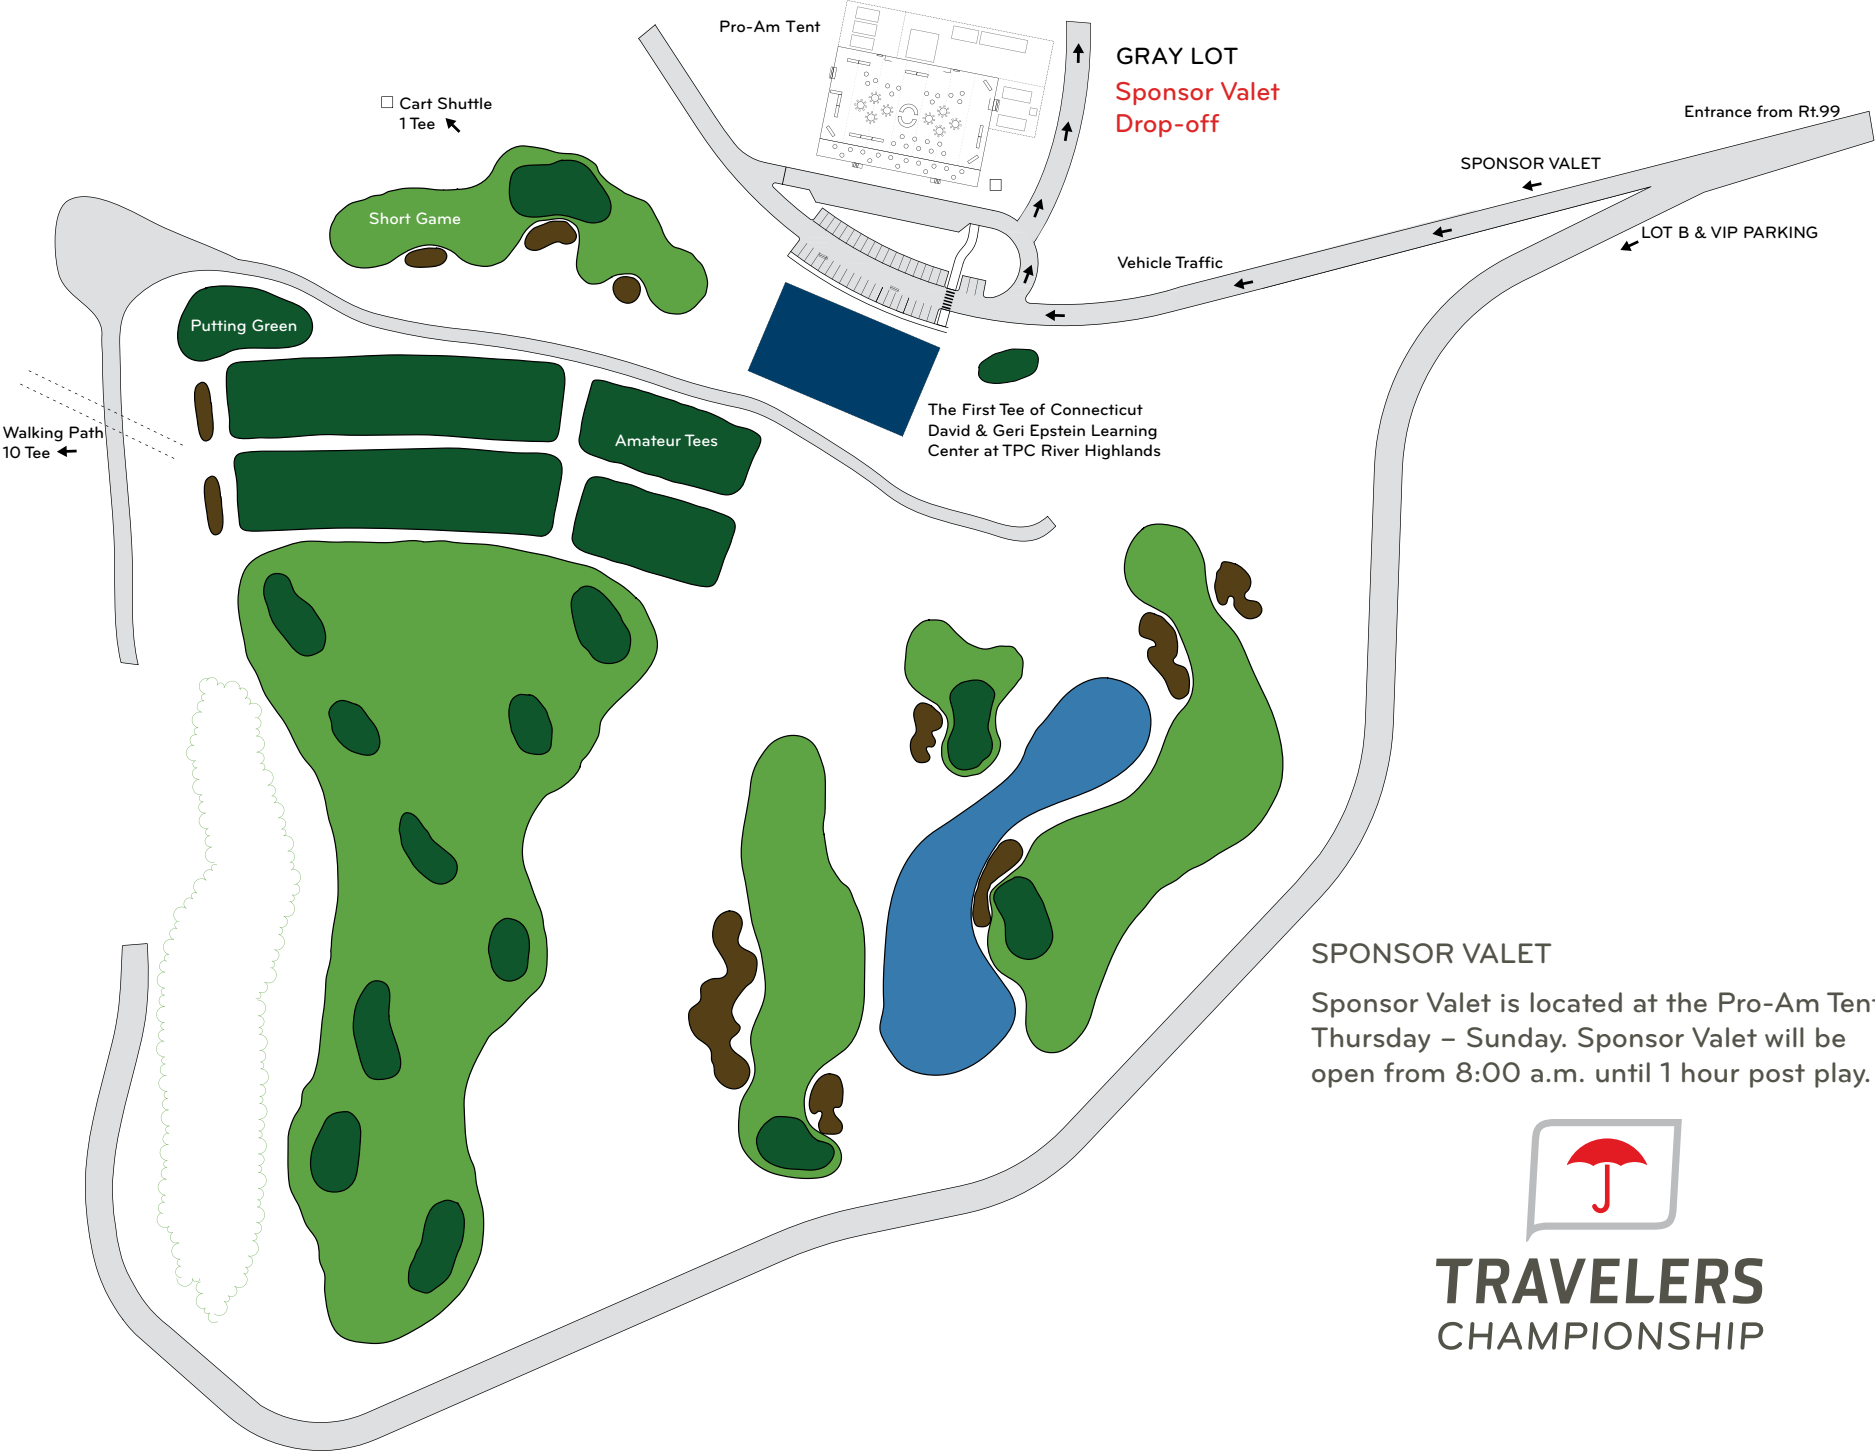 Pro-Am Tent
GRAY LOT
Sponsor Valet
Drop-off
Cart Shuttle
1 Tee
Entrance from Rt.99
SPONSOR VALET
LOT B & VIP PARKING
Short Game
Vehicle Traffic
Putting Green
The First Tee of Connecticut
David & Geri Epstein Learning
Center at TPC River Highlands
Walking Path
10 Tee
Amateur Tees
SPONSOR VALET
Sponsor Valet is located at the Pro-Am Tent
Thursday – Sunday. Sponsor Valet will be
open from 8:00 a.m. until 1 hour post play.
TRAVELERS
CHAMPIONSHIP